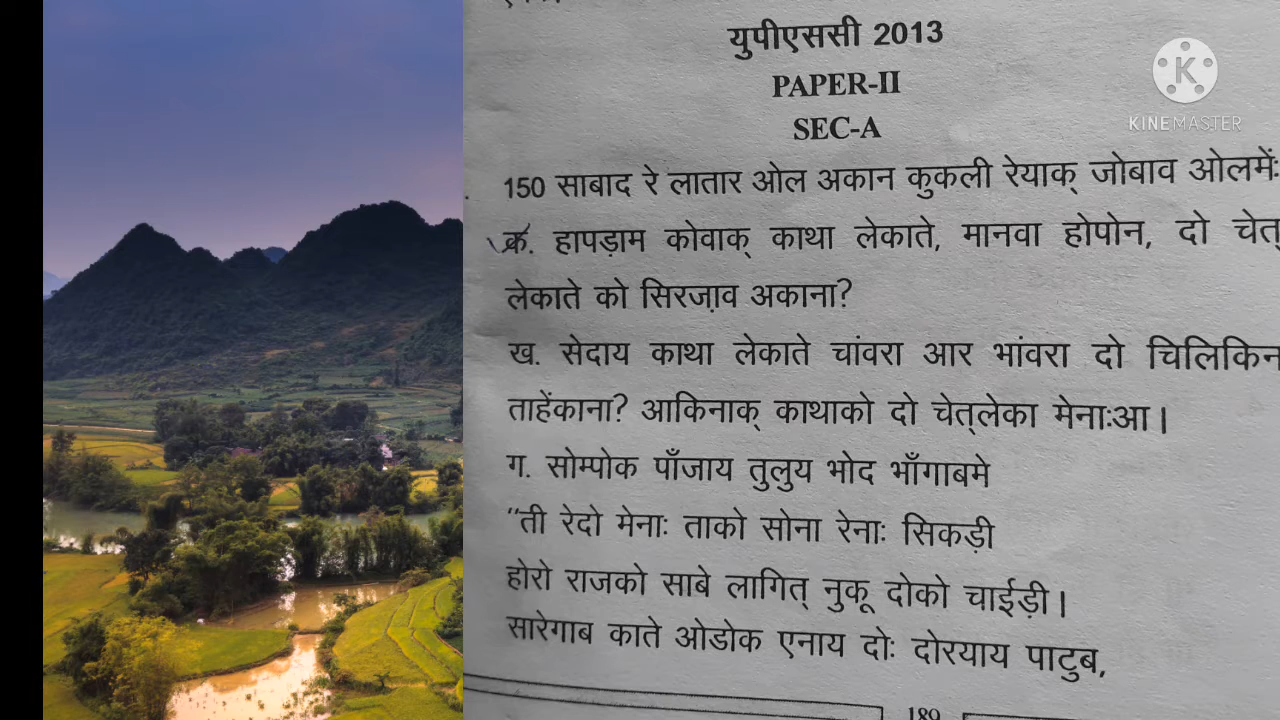 युपीएससी 2013
PAPER-II
SEC-A
150 साबाद रे लातार ओल अकान कुकली रेयाक् जोबाव ओलमेंः
क. हापड़ाम कोवाक् काथा लेकाते, मानवा होपोन, दो चेत्
लेकाते को सिरजा़व अकाना?
ख. सेदाय काथा लेकाते चांवरा आर भांवरा दो चिलिकिन
ताहेंकाना? आकिनाक् काथाको दो चेत्लेका मेनाःआ।
ग. सोम्पोक पाँजाय तुलुय भोद भाँगाबमे
"ती रेदो मेनाः ताको सोना रेनाः सिकड़ी
होरो राजको साबे लागित् नुकू दोको चाईड़ी।
सारेगाब काते ओडोक एनाय दोः दोरयाय पाटुब,
189
K
KINEMASTER